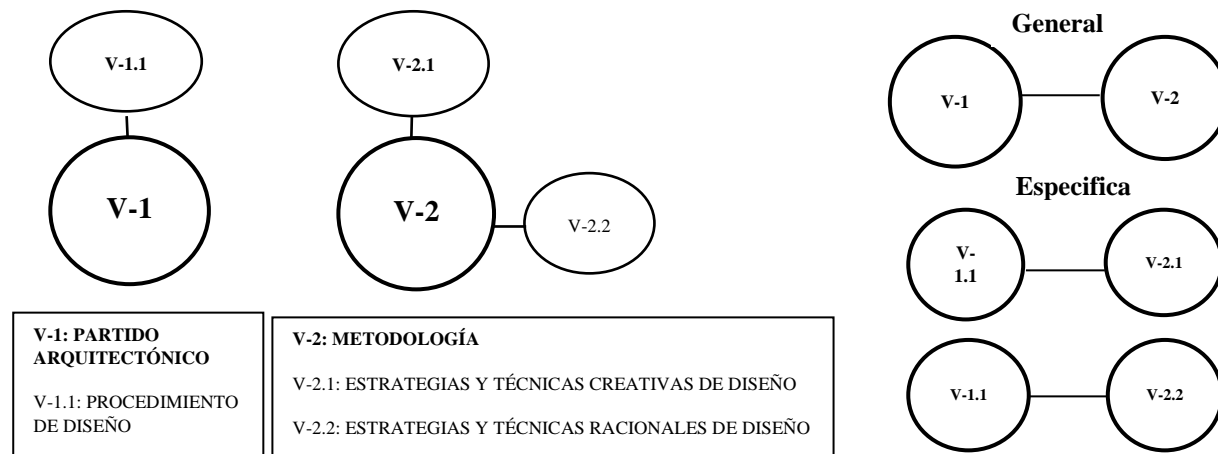 V-1.1
V-1
V-2.1
V-2
V-2.2
V-1: PARTIDO
ARQUITECTÓNICO
V-1.1: PROCEDIMIENTO
DE DISEÑO
V-2: METODOLOGÍA
V-2.1: ESTRATEGIAS Y TÉCNICAS CREATIVAS DE DISEÑO
V-2.2: ESTRATEGIAS Y TÉCNICAS RACIONALES DE DISEÑO
General
V-1
V-2
Especifica
V-
1.1
V-2.1
V-1.1
V-2.2